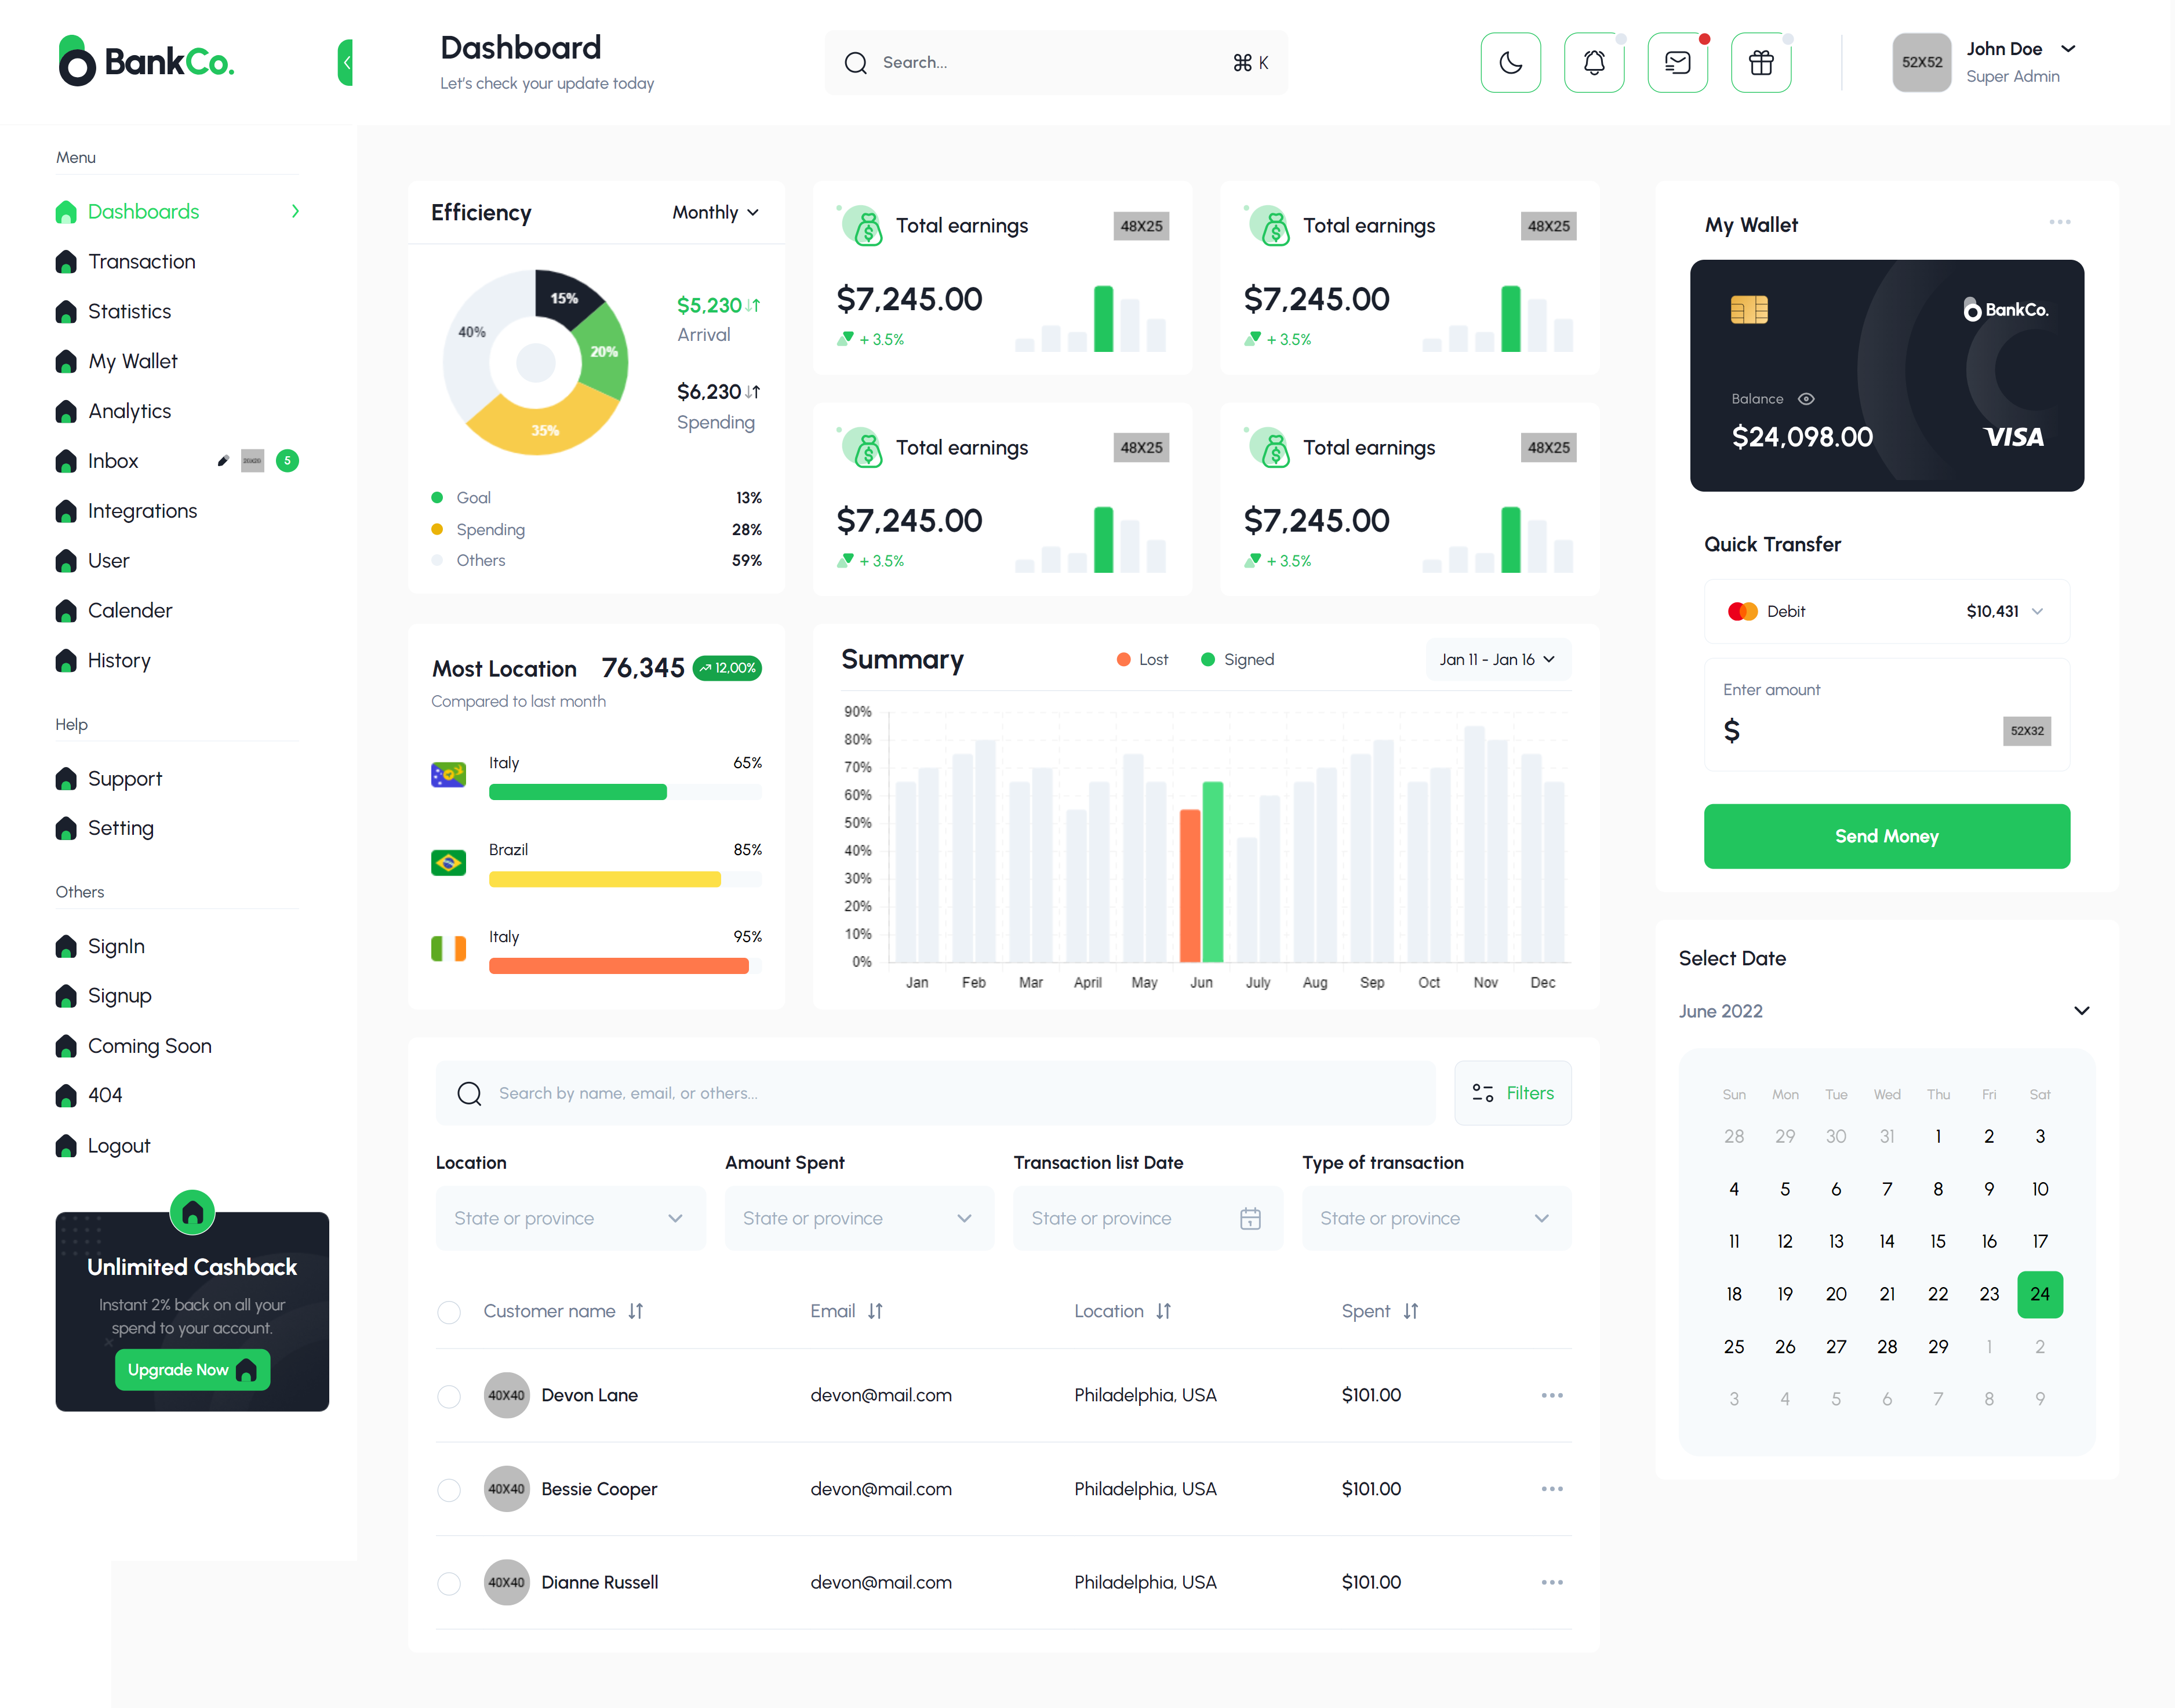 BankCo.
Dashboard
Let's check your update today
Search...
⌘ K
52X52
John Doe
Super Admin
Menu
Dashboards
Transaction
Statistics
My Wallet
Analytics
Inbox
5
Integrations
User
Calender
History
Help
Support
Setting
Others
SignIn
Signup
Coming Soon
404
Logout
Unlimited Cashback
Instant 2% back on all your
spend to your account.
Upgrade Now
Efficiency
Monthly
15%
20%
35%
40%
$5,230
Arrival
$6,230
Spending
Goal 13%
Spending 28%
Others 59%
Total earnings
48X25
$7,245.00
+ 3.5%
Total earnings
48X25
$7,245.00
+ 3.5%
Total earnings
48X25
$7,245.00
+ 3.5%
Total earnings
48X25
$7,245.00
+ 3.5%
Most Location
76,345
12,00%
Compared to last month
Italy 65%
Brazil 85%
Italy 95%
Summary
Lost
Signed
Jan 11 - Jan 16
90%
80%
70%
60%
50%
40%
30%
20%
10%
0%
Jan Feb Mar April May Jun July Aug Sep Oct Nov Dec
Search by name, email, or others...
Filters
Location
State or province
Amount Spent
State or province
Transaction list Date
State or province
Type of transaction
State or province
Customer name Email Location Spent
40X40 Devon Lane devon@mail.com Philadelphia, USA $101.00
40X40 Bessie Cooper devon@mail.com Philadelphia, USA $101.00
40X40 Dianne Russell devon@mail.com Philadelphia, USA $101.00
My Wallet
BankCo.
Balance
$24,098.00
VISA
Quick Transfer
Debit
$10,431
Enter amount
$
52X32
Send Money
Select Date
June 2022
Sun Mon Tue Wed Thu Fri Sat
28 29 30 31 1 2 3
4 5 6 7 8 9 10
11 12 13 14 15 16 17
18 19 20 21 22 23 24
25 26 27 28 29 1 2
3 4 5 6 7 8 9